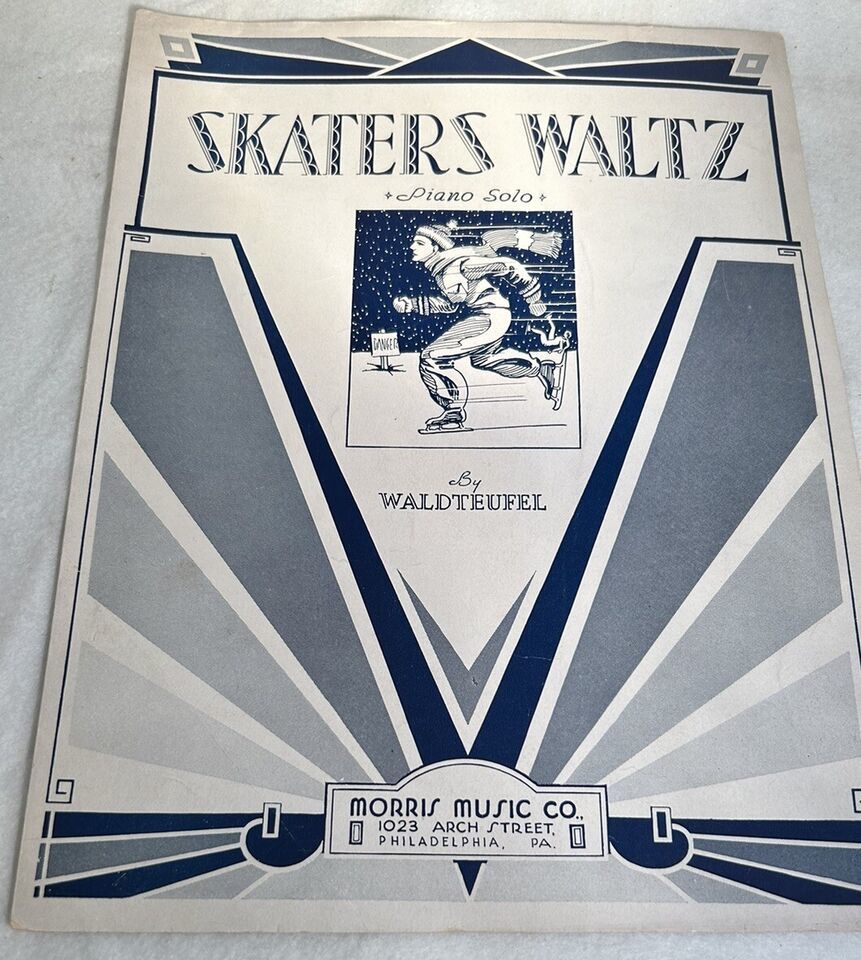 SKATERS WALTZ
Piano Solo
DANGER
By
WALDTEUFEL
MORRIS MUSIC CO.,
1023 ARCH STREET,
PHILADELPHIA, PA.